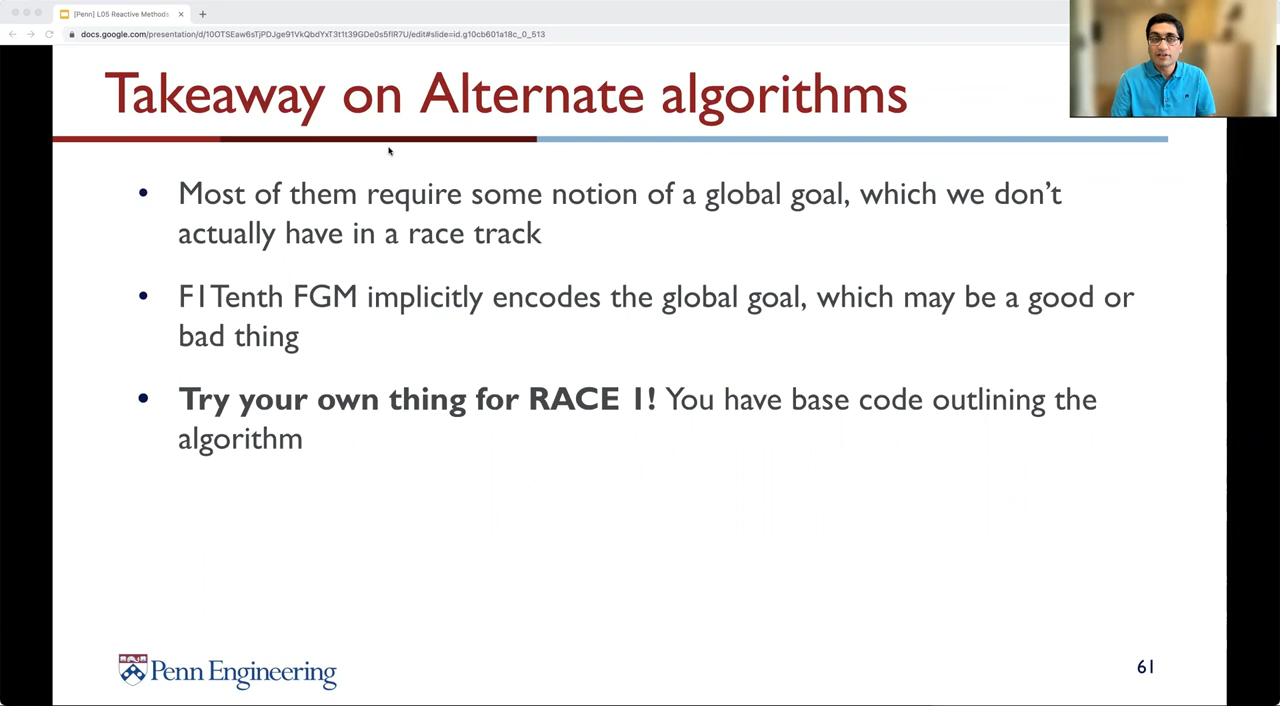 [Penn] L05 Reactive Methods
docs.google.com/presentation/d/10OTSEaw6sTjPDJge91VkQbdYxT3t1t39GDe0s5flR7U/edit#slide=id.g10cb601a18c_0_513
Takeaway on Alternate algorithms
• Most of them require some notion of a global goal, which we don’t
actually have in a race track
• F1Tenth FGM implicitly encodes the global goal, which may be a good or
bad thing
• Try your own thing for RACE 1! You have base code outlining the
algorithm
Penn Engineering
61